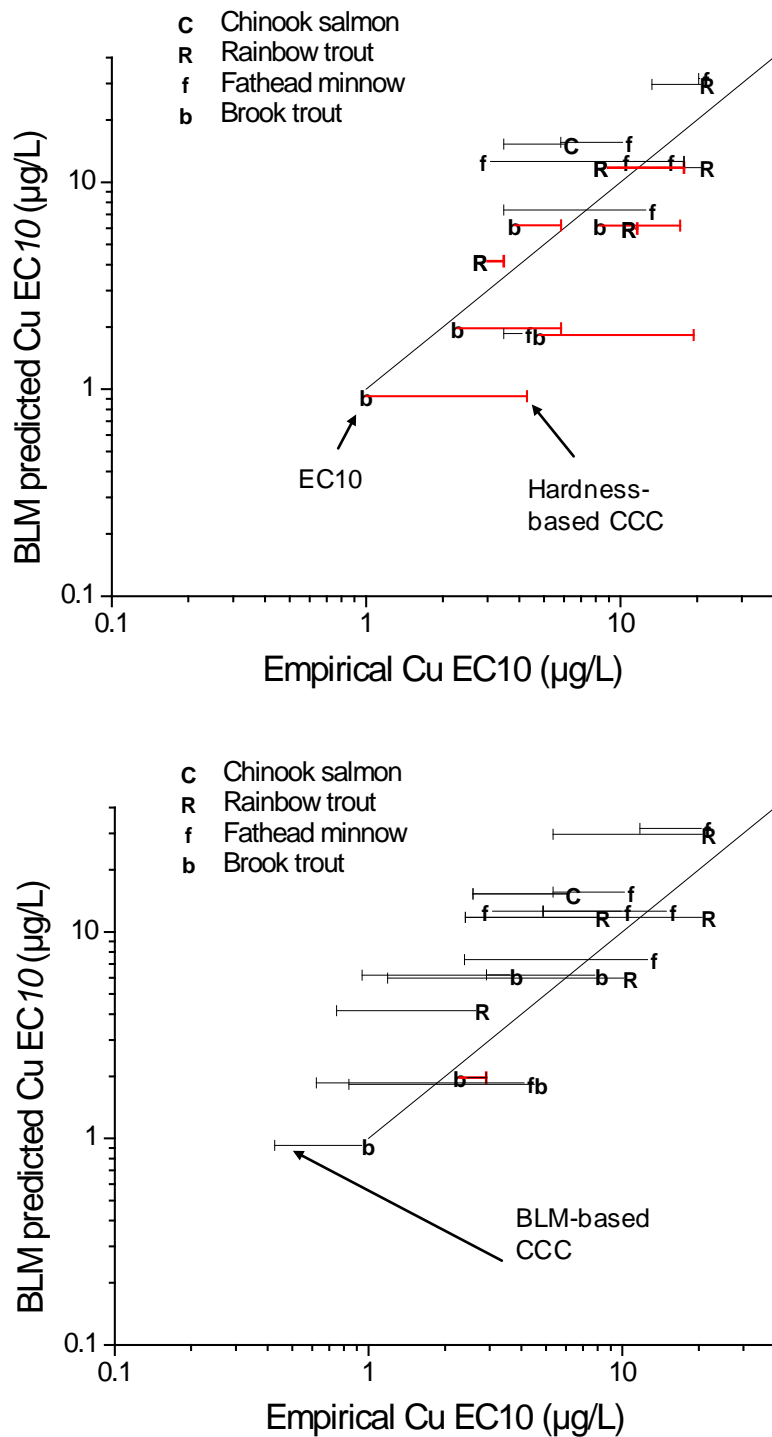 C Chinook salmon
R Rainbow trout
f Fathead minnow
b Brook trout
BLM predicted Cu EC10 (µg/L)
10
1
0.1
0.1
1
10
f
R
C
f
f
R
f
f
R
f
b
b
R
R
b
f
b
b
EC10
Hardness-
based CCC
Empirical Cu EC10 (µg/L)
C Chinook salmon
R Rainbow trout
f Fathead minnow
b Brook trout
BLM predicted Cu EC10 (µg/L)
10
1
0.1
0.1
1
10
f
R
C
f
f
R
f
f
R
f
b
b
R
R
b
f
b
b
BLM-based
CCC
Empirical Cu EC10 (µg/L)